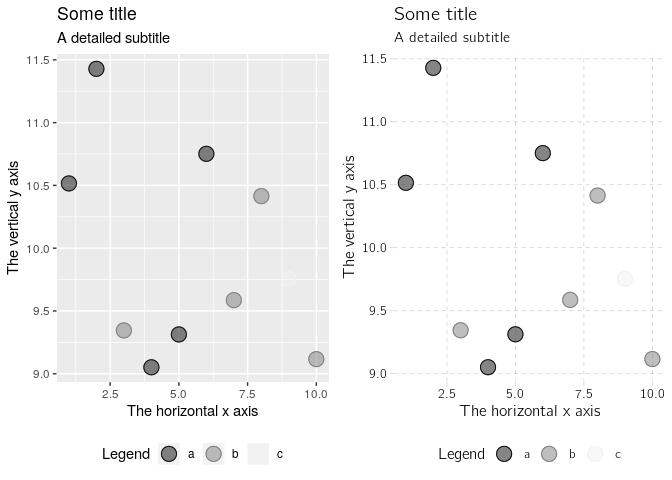 Some title
A detailed subtitle
11.5
11.0
10.5
10.0
9.5
9.0
The vertical y axis
2.5 5.0 7.5 10.0
The horizontal x axis
Legend a b c
Some title
A detailed subtitle
11.5
11.0
10.5
10.0
9.5
9.0
The vertical y axis
2.5 5.0 7.5 10.0
The horizontal x axis
Legend a b c